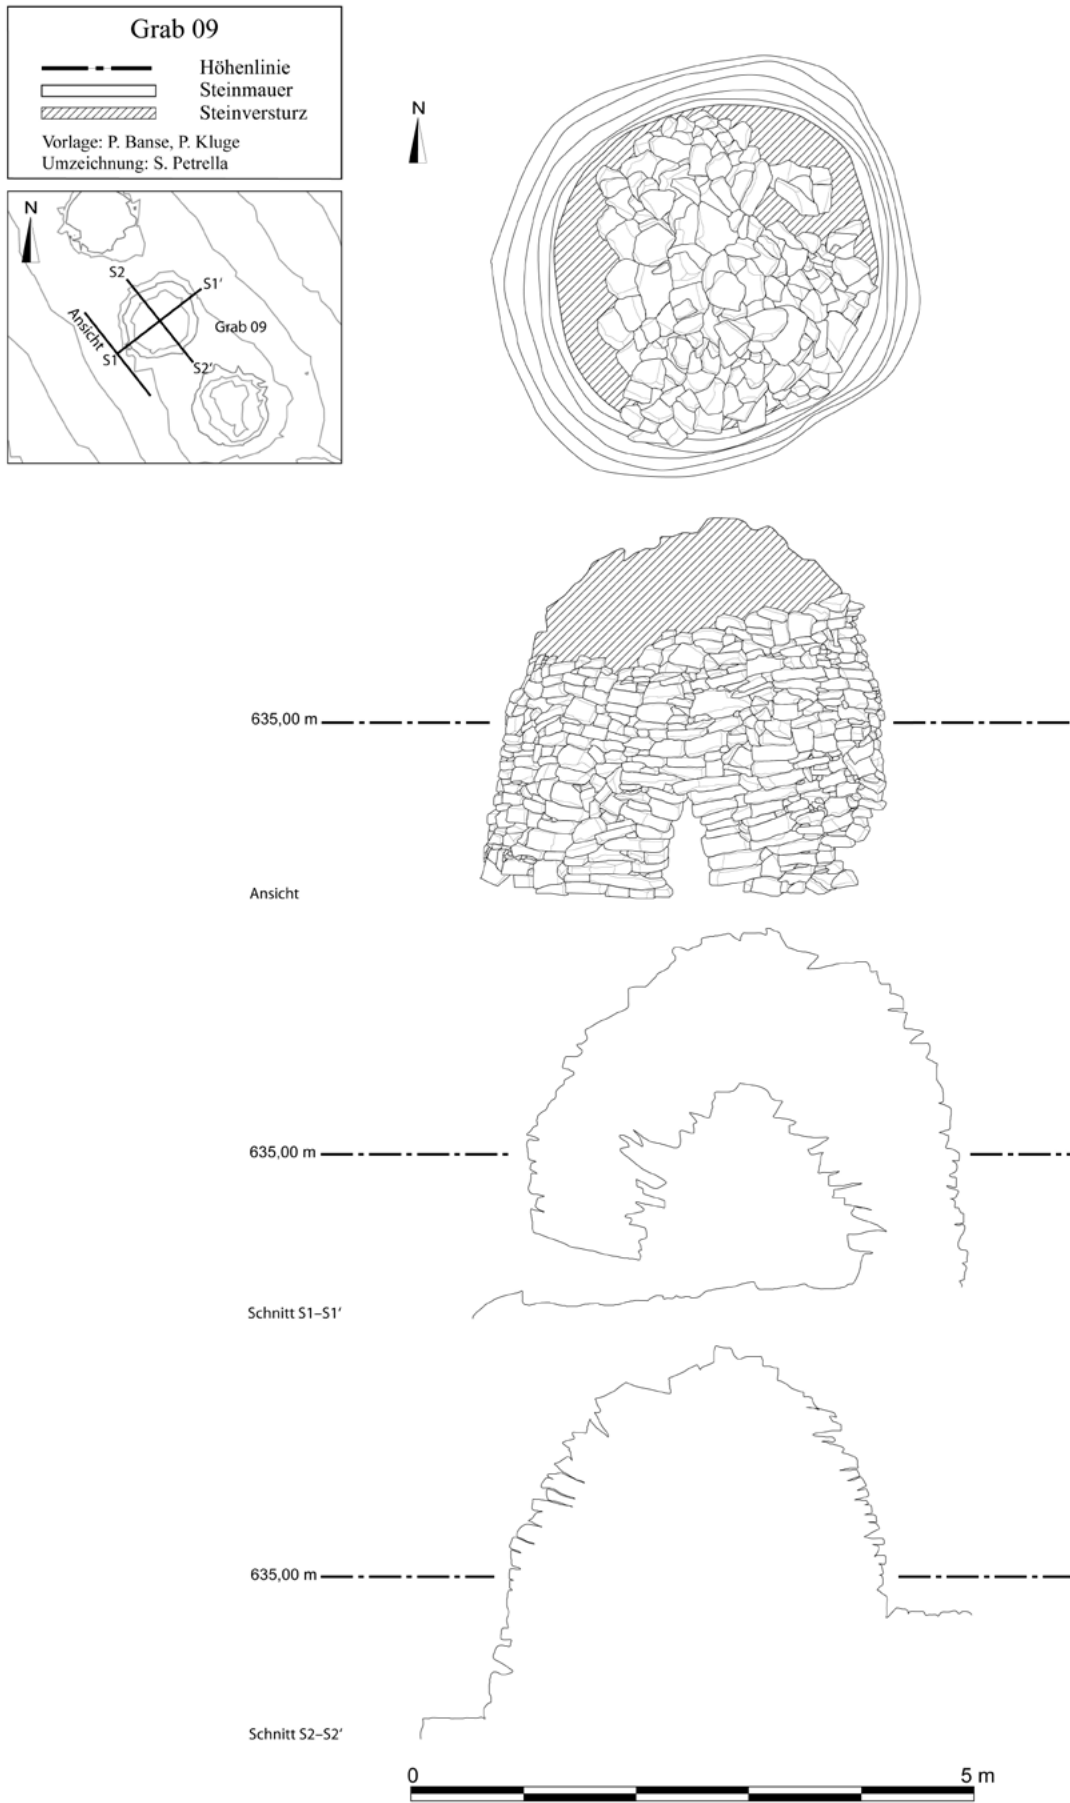 Grab 09
Höhenlinie
Steinmauer
Steinversturz
Vorlage: P. Banse, P. Kluge
Umzeichnung: S. Petrella
N
N
S2
S1'
Ansicht
Grab 09
S1
S2'
635,00 m
Ansicht
635,00 m
Schnitt S1–S1'
635,00 m
Schnitt S2–S2'
0 5 m